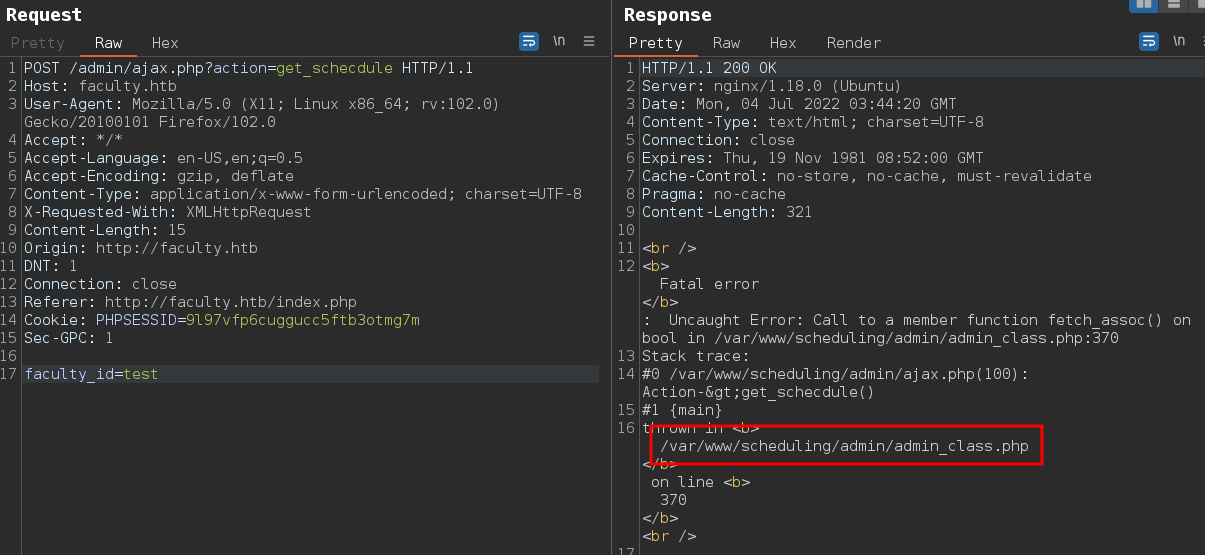 Request
Pretty Raw Hex \n
1 POST /admin/ajax.php?action=get_schecdule HTTP/1.1
2 Host: faculty.htb
3 User-Agent: Mozilla/5.0 (X11; Linux x86_64; rv:102.0)
Gecko/20100101 Firefox/102.0
4 Accept: */*
5 Accept-Language: en-US,en;q=0.5
6 Accept-Encoding: gzip, deflate
7 Content-Type: application/x-www-form-urlencoded; charset=UTF-8
8 X-Requested-With: XMLHttpRequest
9 Content-Length: 15
10 Origin: http://faculty.htb
11 DNT: 1
12 Connection: close
13 Referer: http://faculty.htb/index.php
14 Cookie: PHPSESSID=9l97vfp6cuggucc5ftb3otmg7m
15 Sec-GPC: 1
16
17 faculty_id=test
Response
Pretty Raw Hex Render \n
1 HTTP/1.1 200 OK
2 Server: nginx/1.18.0 (Ubuntu)
3 Date: Mon, 04 Jul 2022 03:44:20 GMT
4 Content-Type: text/html; charset=UTF-8
5 Connection: close
6 Expires: Thu, 19 Nov 1981 08:52:00 GMT
7 Cache-Control: no-store, no-cache, must-revalidate
8 Pragma: no-cache
9 Content-Length: 321
10
11 <br />
12 <b>
Fatal error
</b>
: Uncaught Error: Call to a member function fetch_assoc() on
bool in /var/www/scheduling/admin/admin_class.php:370
13 Stack trace:
14 #0 /var/www/scheduling/admin/ajax.php(100):
Action-&gt;get_schecdule()
15 #1 {main}
16 thrown in <b>
/var/www/scheduling/admin/admin_class.php
</b>
on line <b>
370
</b>
<br />
17